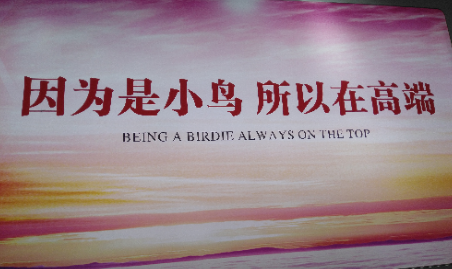 因为是小鸟 所以在高端
BEING A BIRDIE ALWAYS ON THE TOP